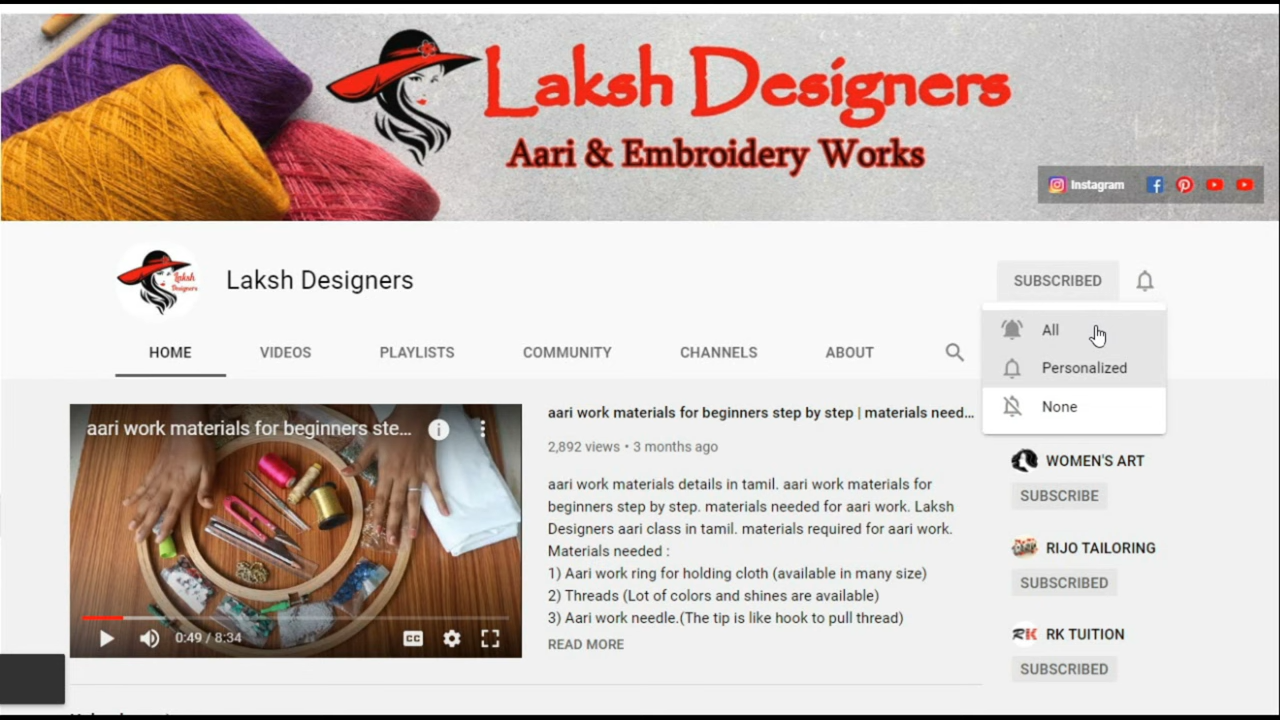 Laksh Designers
Aari & Embroidery Works
Instagram
Laksh
Designers
Laksh Designers
SUBSCRIBED
All
Personalized
None
HOME
VIDEOS
PLAYLISTS
COMMUNITY
CHANNELS
ABOUT
aari work materials for beginners ste...
0:49 / 8:34
CC
aari work materials for beginners step by step | materials need...
2,892 views • 3 months ago
aari work materials details in tamil. aari work materials for
beginners step by step. materials needed for aari work. Laksh
Designers aari class in tamil. materials required for aari work.
Materials needed :
1) Aari work ring for holding cloth (available in many size)
2) Threads (Lot of colors and shines are available)
3) Aari work needle.(The tip is like hook to pull thread)
READ MORE
WOMEN'S ART
SUBSCRIBE
RIJO TAILORING
SUBSCRIBED
RK
RK TUITION
SUBSCRIBED